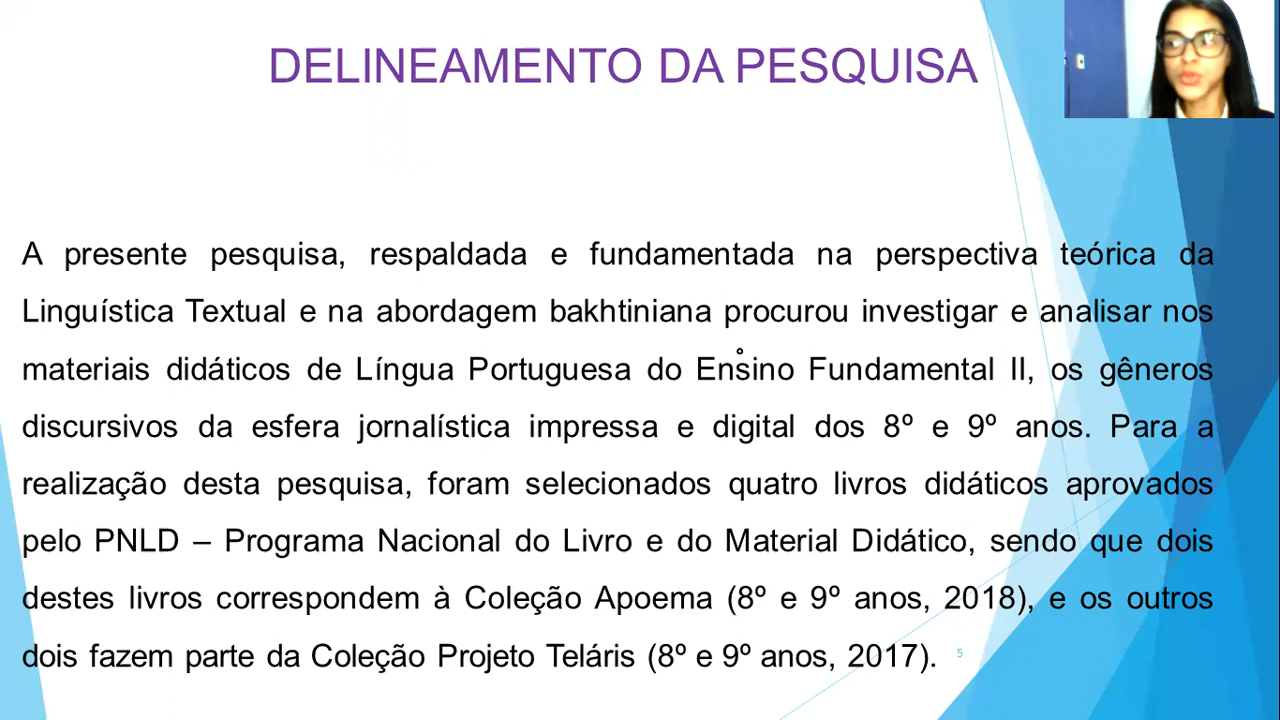 DELINEAMENTO DA PESQUISA
A presente pesquisa, respaldada e fundamentada na perspectiva teórica da
Linguística Textual e na abordagem bakhtiniana procurou investigar e analisar nos
materiais didáticos de Língua Portuguesa do Ensino Fundamental II, os gêneros
discursivos da esfera jornalística impressa e digital dos 8º e 9º anos. Para a
realização desta pesquisa, foram selecionados quatro livros didáticos aprovados
pelo PNLD – Programa Nacional do Livro e do Material Didático, sendo que dois
destes livros correspondem à Coleção Apoema (8º e 9º anos, 2018), e os outros
dois fazem parte da Coleção Projeto Teláris (8º e 9º anos, 2017).
5